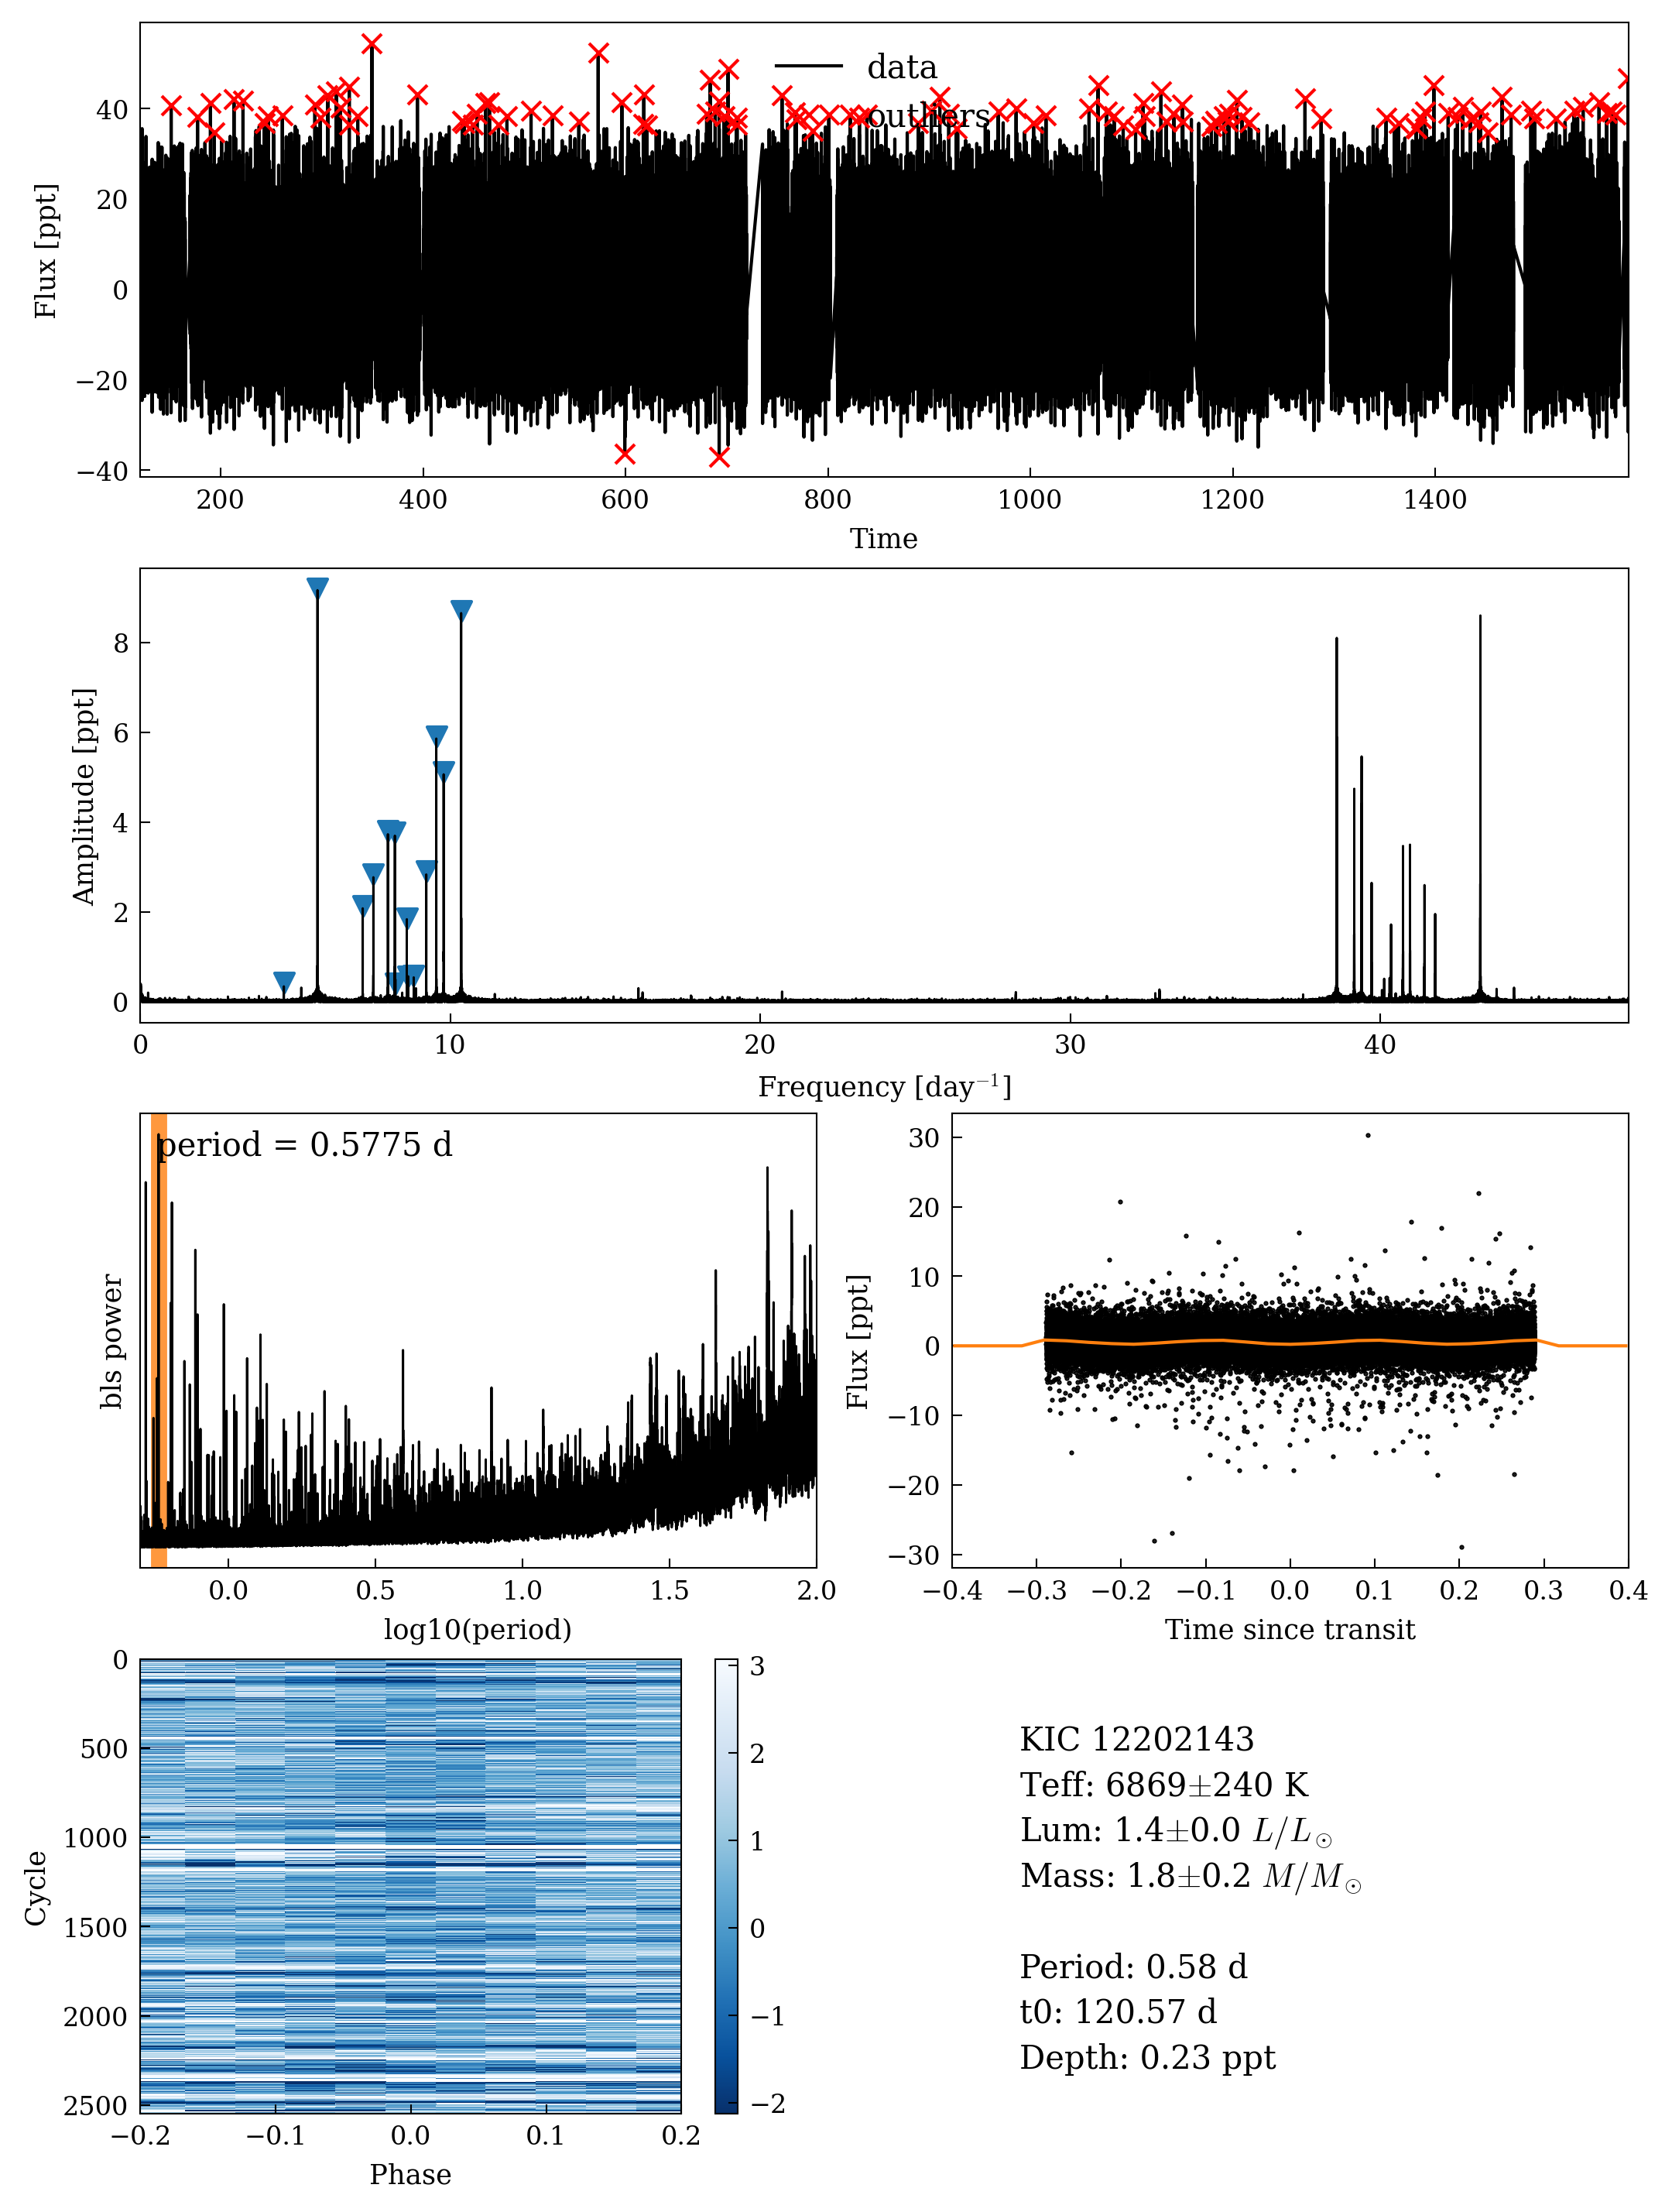 data
outliers
Flux [ppt]
40
20
0
−20
−40
200 400 600 800 1000 1200 1400
Time
Amplitude [ppt]
8
6
4
2
0
0 10 20 30 40
Frequency [day⁻¹]
period = 0.5775 d
bls power
0.0 0.5 1.0 1.5 2.0
log10(period)
Flux [ppt]
30
20
10
0
−10
−20
−30
−0.4 −0.3 −0.2 −0.1 0.0 0.1 0.2 0.3 0.4
Time since transit
Cycle
0
500
1000
1500
2000
2500
−0.2 −0.1 0.0 0.1 0.2
Phase
3
2
1
0
−1
−2
KIC 12202143
Teff: 6869±240 K
Lum: 1.4±0.0 L/L⊙
Mass: 1.8±0.2 M/M⊙
Period: 0.58 d
t0: 120.57 d
Depth: 0.23 ppt